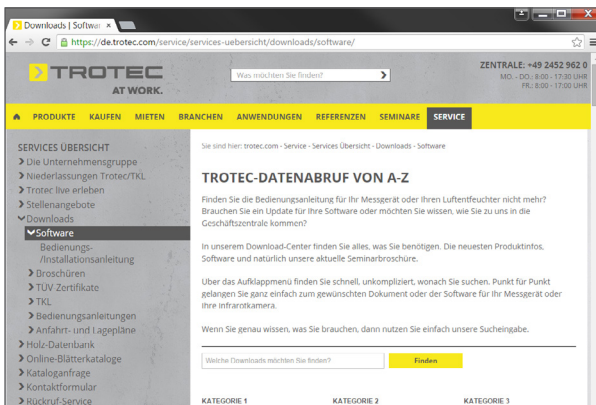 Downloads | Softwar ×
https://de.trotec.com/service/services-uebersicht/downloads/software/
TROTEC
AT WORK.
Was möchten Sie finden?
ZENTRALE: +49 2452 962 0
MO. - DO.: 8:00 - 17:30 UHR
FR.: 8:00 - 17:00 UHR
PRODUKTE KAUFEN MIETEN BRANCHEN ANWENDUNGEN REFERENZEN SEMINARE SERVICE
SERVICES ÜBERSICHT
Die Unternehmensgruppe
Niederlassungen Trotec/TKL
Trotec live erleben
Stellenangebote
Downloads
Software
Bedienungs-
/Installationsanleitung
Broschüren
TÜV Zertifikate
TKL
Bedienungsanleitungen
Anfahrt- und Lagepläne
Holz-Datenbank
Online-Blätterkataloge
Kataloganfrage
Kontaktformular
Rückruf-Service
Sie sind hier: trotec.com - Service - Services Übersicht - Downloads - Software
TROTEC-DATENABRUF VON A-Z
Finden Sie die Bedienungsanleitung für Ihr Messgerät oder Ihren Luftentfeuchter nicht mehr?
Brauchen Sie ein Update für Ihre Software oder möchten Sie wissen, wie Sie zu uns in die
Geschäftszentrale kommen?
In unserem Download-Center finden Sie alles, was Sie benötigen. Die neuesten Produktinfos,
Software und natürlich unsere aktuelle Seminarbroschüre.
Über das Aufklappmenü finden Sie schnell, unkompliziert, wonach Sie suchen. Punkt für Punkt
gelangen Sie ganz einfach zum gewünschten Dokument oder der Software für Ihr Messgerät oder
Ihre Infrarotkamera.
Wenn Sie genau wissen, was Sie brauchen, dann nutzen Sie einfach unsere Sucheingabe.
Welche Downloads möchten Sie finden?
Finden
KATEGORIE 1 KATEGORIE 2 KATEGORIE 3